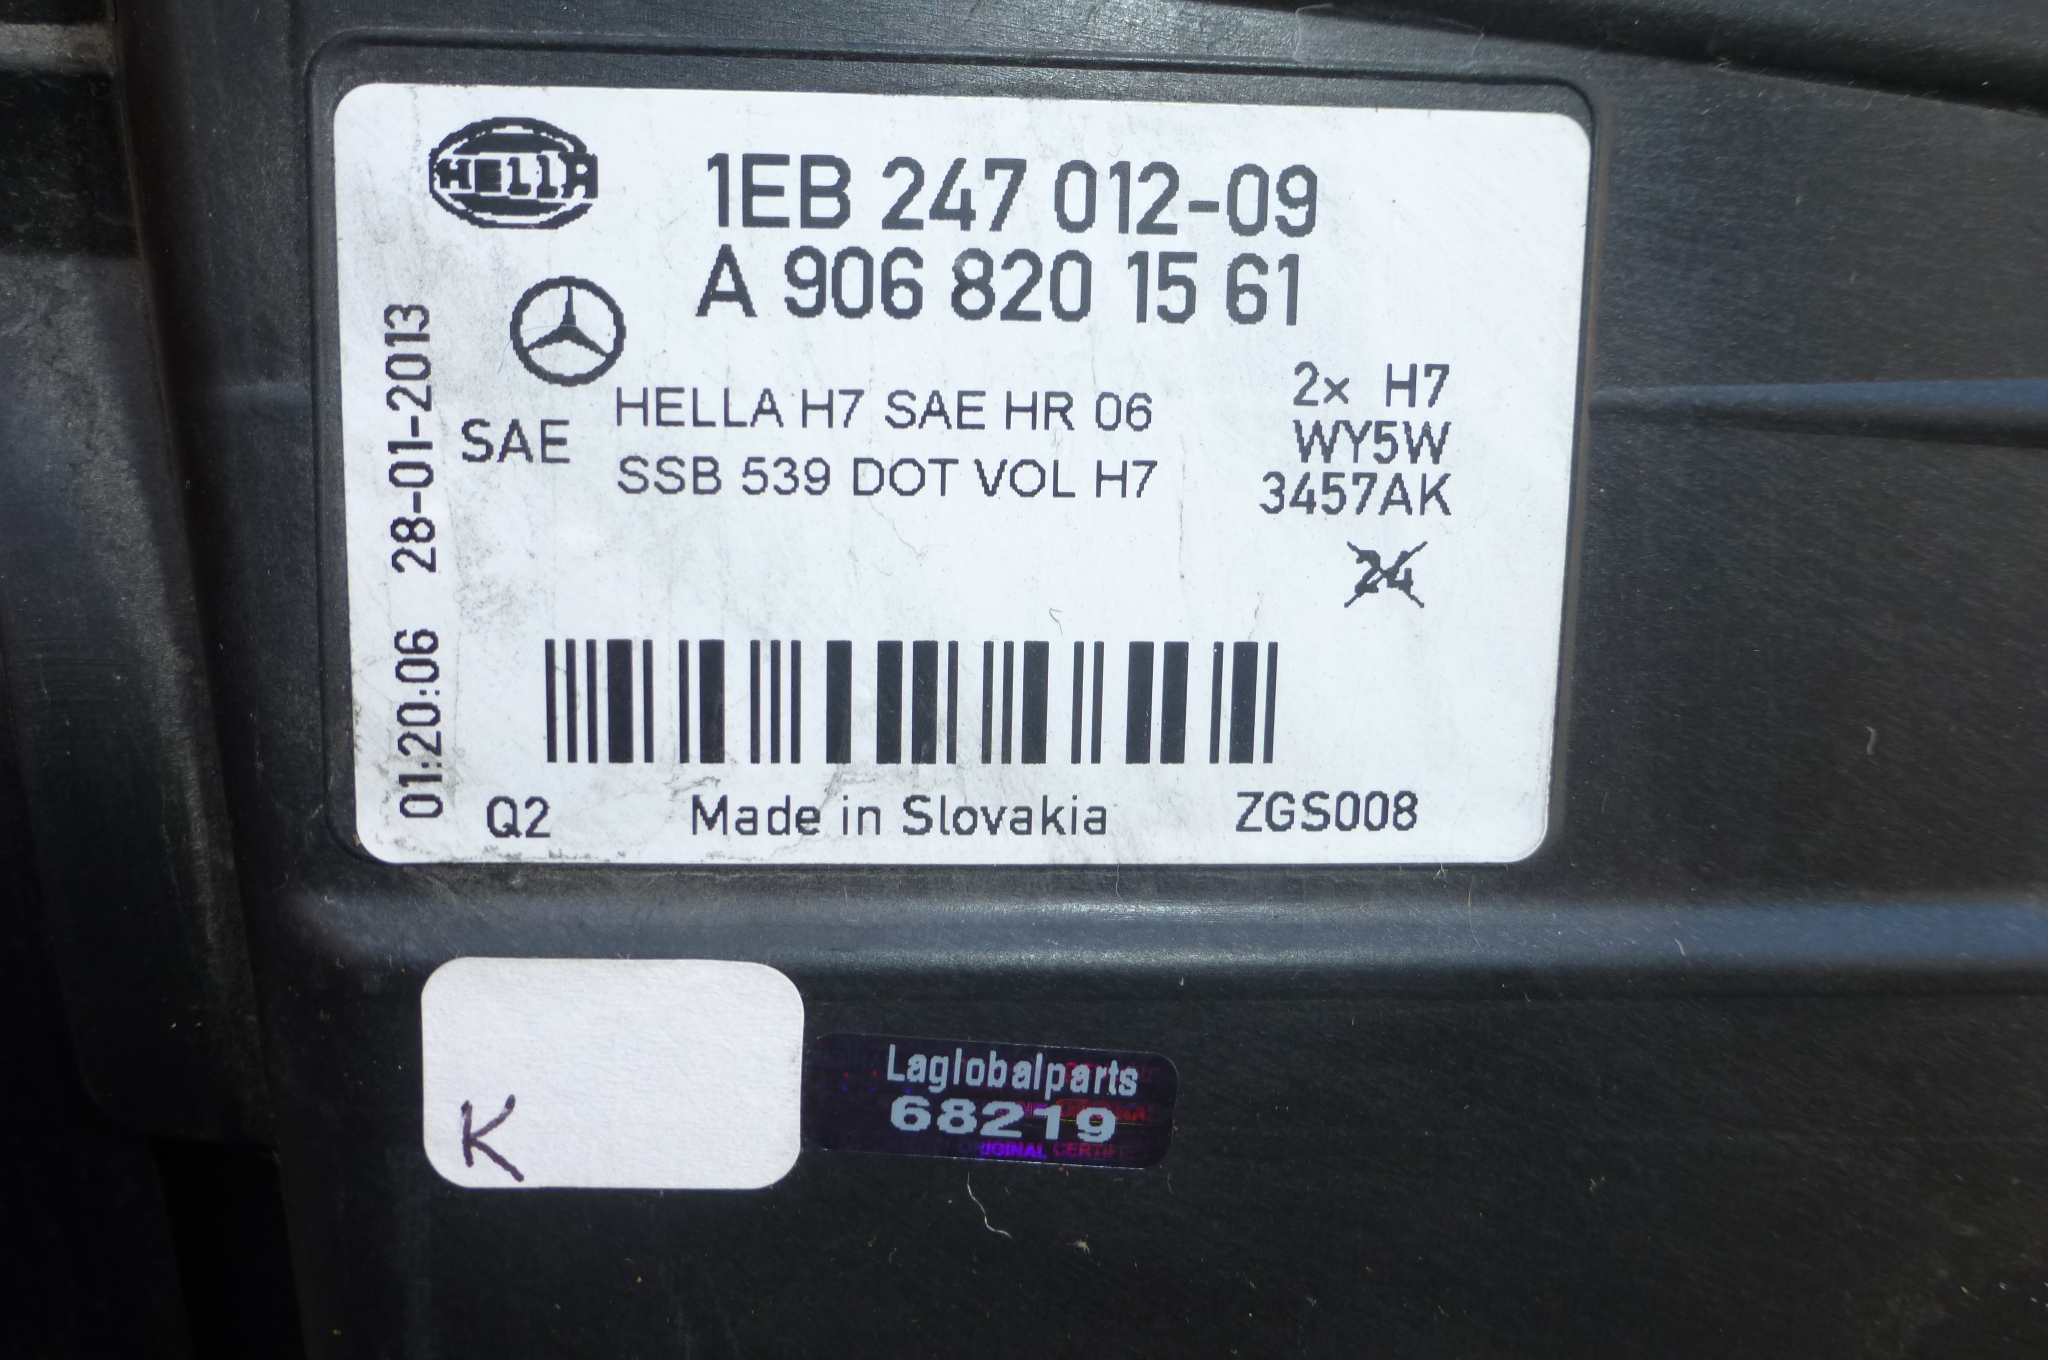 HELLA
1EB 247 012-09
A 906 820 15 61
28-01-2013
01:20:06
SAE
HELLA H7 SAE HR 06
SSB 539 DOT VOL H7
2x H7
WY5W
3457AK
24
Q2
Made in Slovakia
ZGS008
K
Laglobalparts
68219
ORIGINAL CERTIFIE